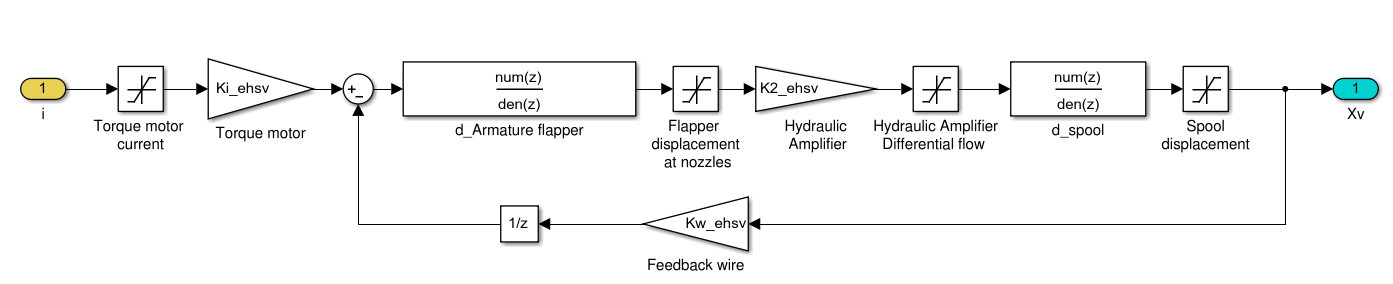 1
i
Torque motor
current
Ki_ehsv
Torque motor
+
_
num(z)
den(z)
d_Armature flapper
Flapper
displacement
at nozzles
K2_ehsv
Hydraulic
Amplifier
Hydraulic Amplifier
Differential flow
num(z)
den(z)
d_spool
Spool
displacement
1
Xv
1/z
Kw_ehsv
Feedback wire